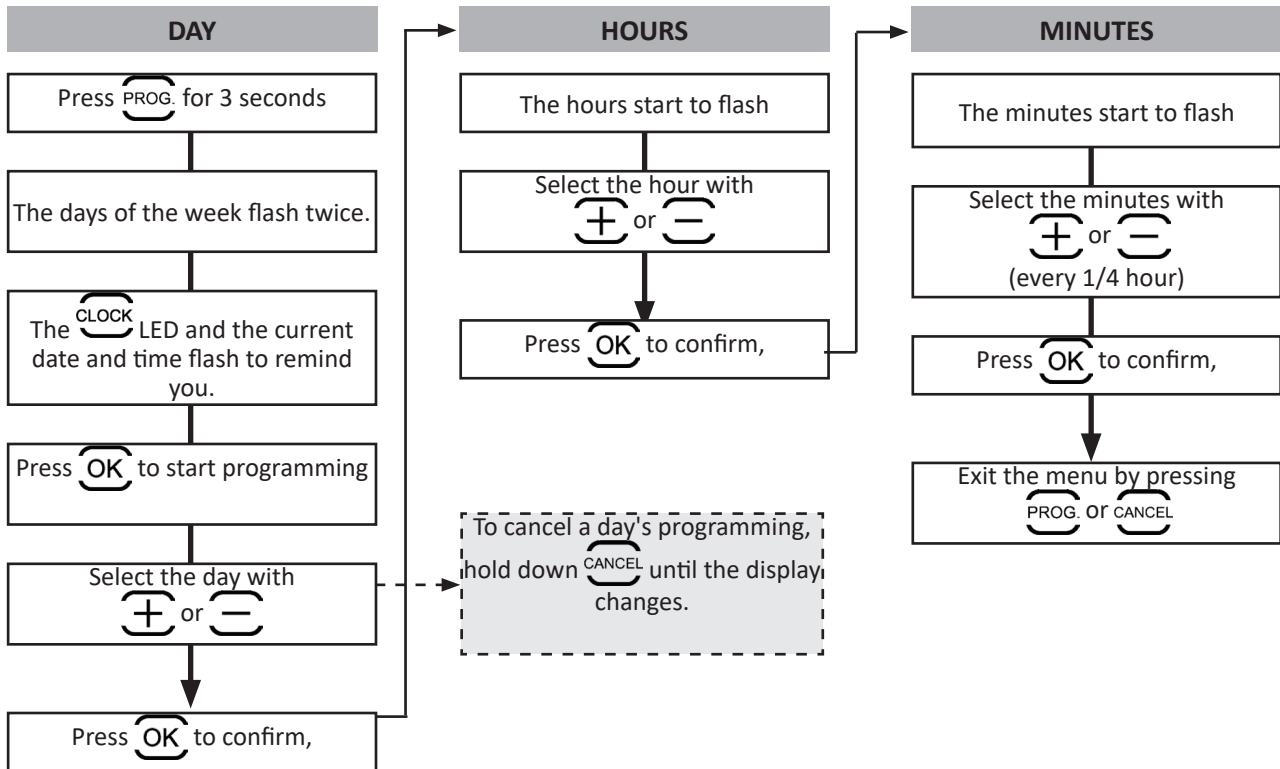 DAY
Press PROG. for 3 seconds
The days of the week flash twice.
The CLOCK LED and the current
date and time flash to remind
you.
Press OK to start programming
Select the day with
+ or −
Press OK to confirm,
To cancel a day's programming,
hold down CANCEL until the display
changes.
HOURS
The hours start to flash
Select the hour with
+ or −
Press OK to confirm,
MINUTES
The minutes start to flash
Select the minutes with
+ or −
(every 1/4 hour)
Press OK to confirm,
Exit the menu by pressing
PROG. or CANCEL